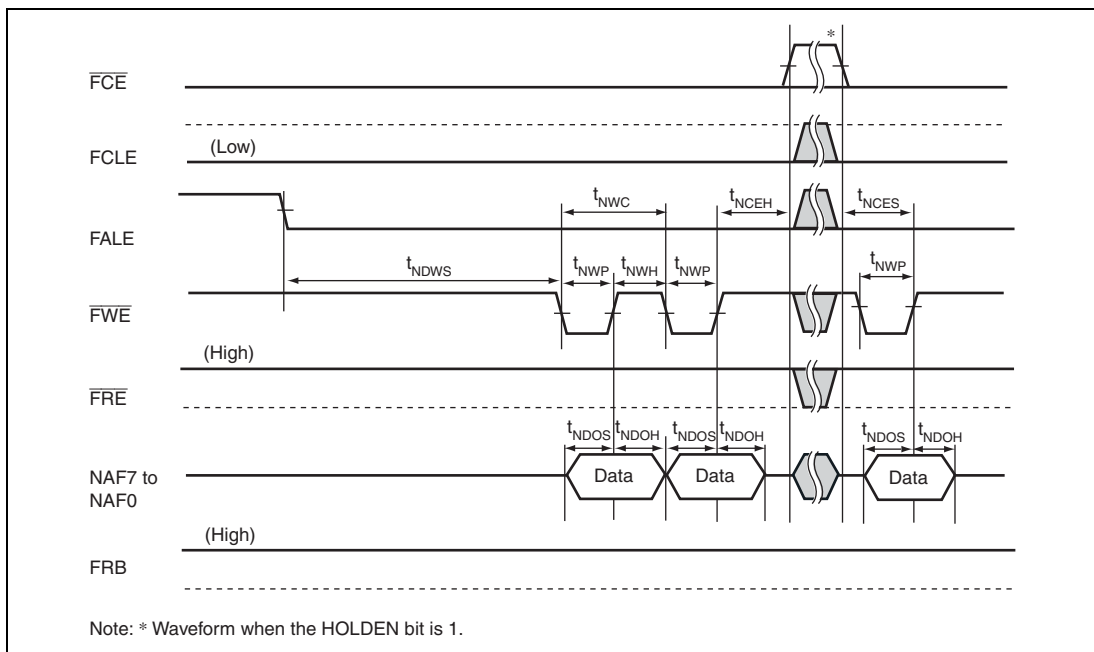 *
FCE
(Low)
FCLE
tNWC
tNCEH
tNCES
FALE
tNDWS
tNWP
tNWH
tNWP
tNWP
FWE
(High)
FRE
tNDOS
tNDOH
tNDOS
tNDOH
tNDOS
tNDOH
NAF7 to
NAF0
Data
Data
Data
(High)
FRB
Note: * Waveform when the HOLDEN bit is 1.